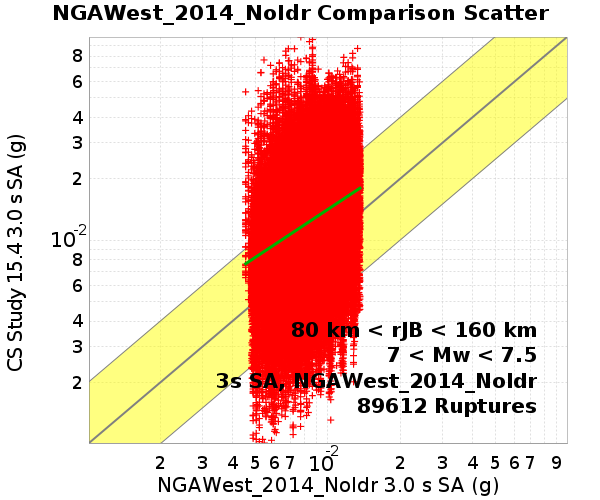 NGAWest_2014_NoIdr Comparison Scatter
CS Study 15.4 3.0 s SA (g)
8
6
4
3
2
10^-2
8
6
4
3
2
80 km < rJB < 160 km
7 < Mw < 7.5
3s SA, NGAWest_2014_NoIdr
89612 Ruptures
2 3 4 5 6 7 10^-2 2 3 4 5 6 7 9
NGAWest_2014_NoIdr 3.0 s SA (g)